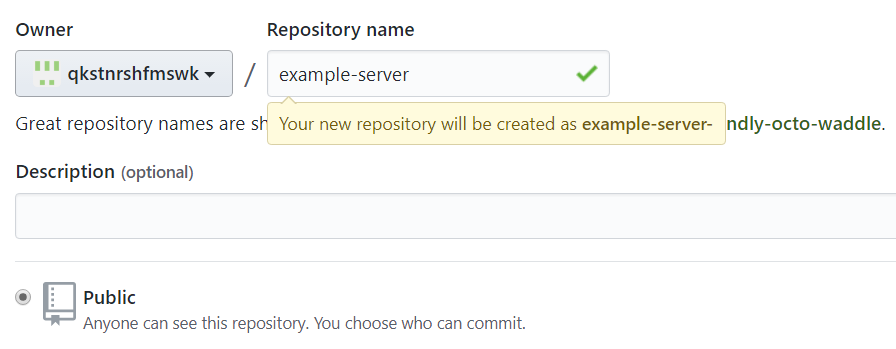 Owner
Repository name
qkstnrshfmswk
/
example-server
Great repository names are sh
Your new repository will be created as example-server-
ndly-octo-waddle.
Description (optional)
Public
Anyone can see this repository. You choose who can commit.